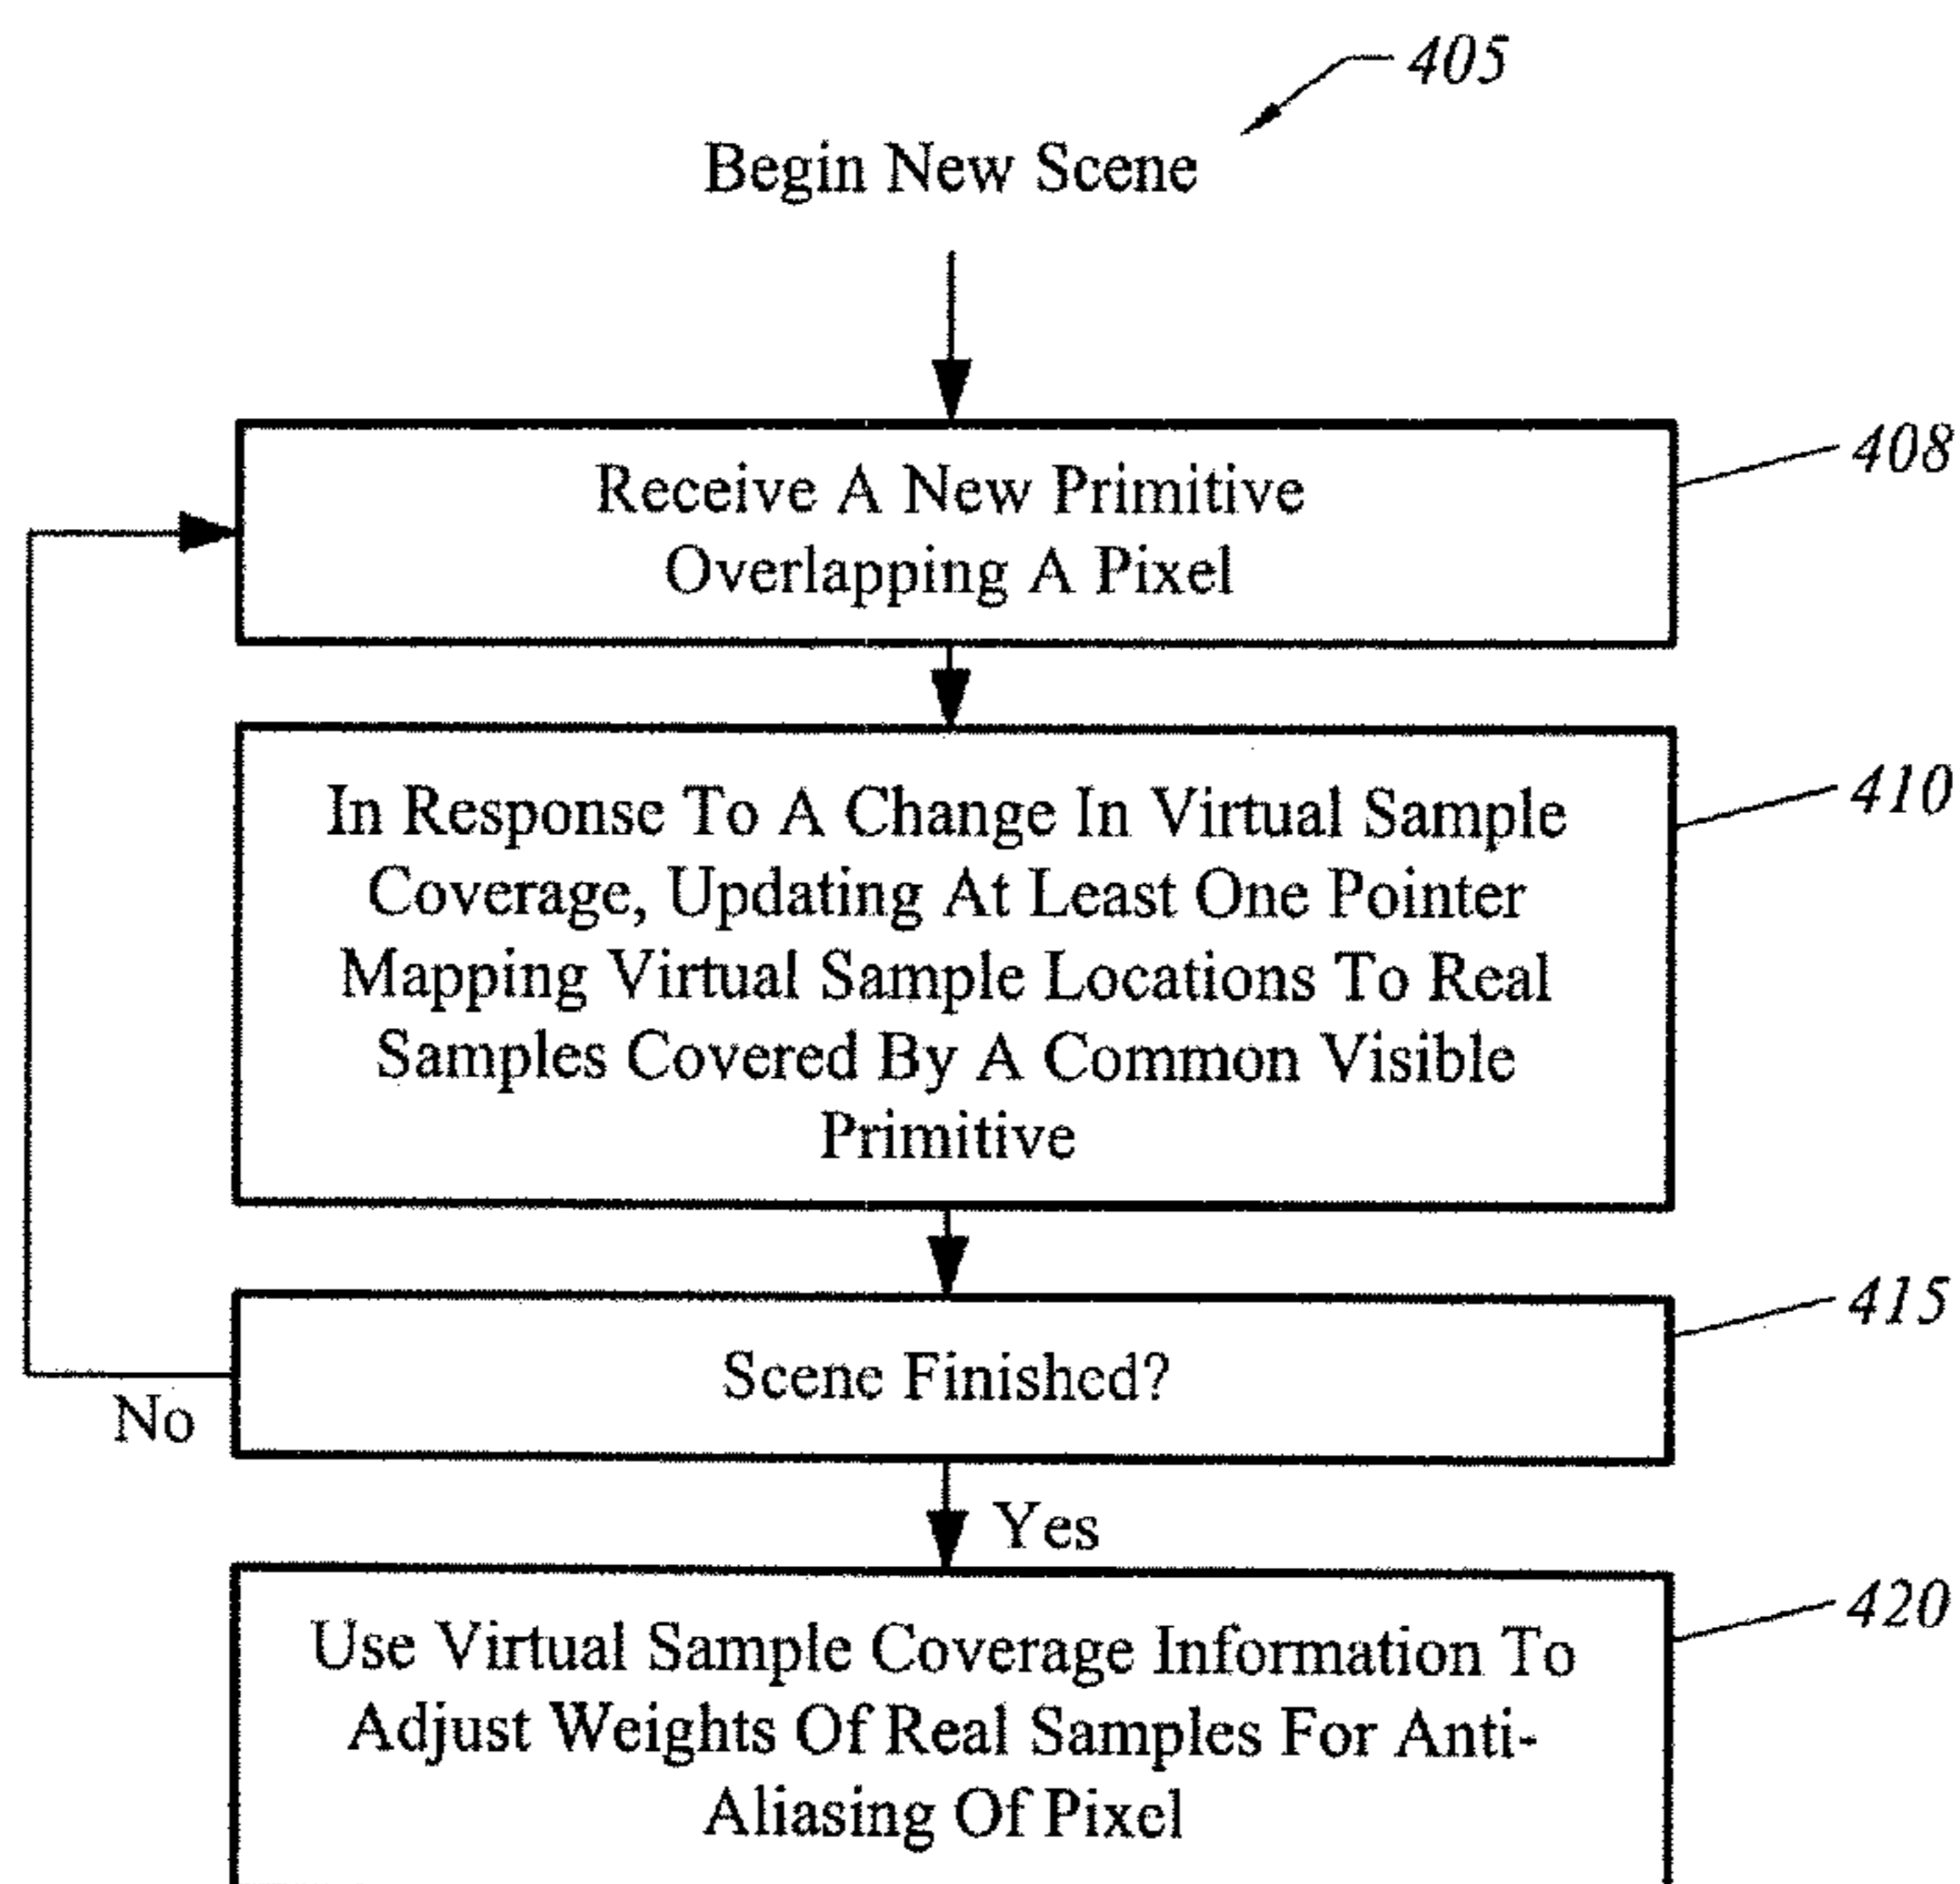 405
Begin New Scene
408
Receive A New Primitive
Overlapping A Pixel
410
In Response To A Change In Virtual Sample
Coverage, Updating At Least One Pointer
Mapping Virtual Sample Locations To Real
Samples Covered By A Common Visible
Primitive
415
Scene Finished?
No
Yes
420
Use Virtual Sample Coverage Information To
Adjust Weights Of Real Samples For Anti-
Aliasing Of Pixel